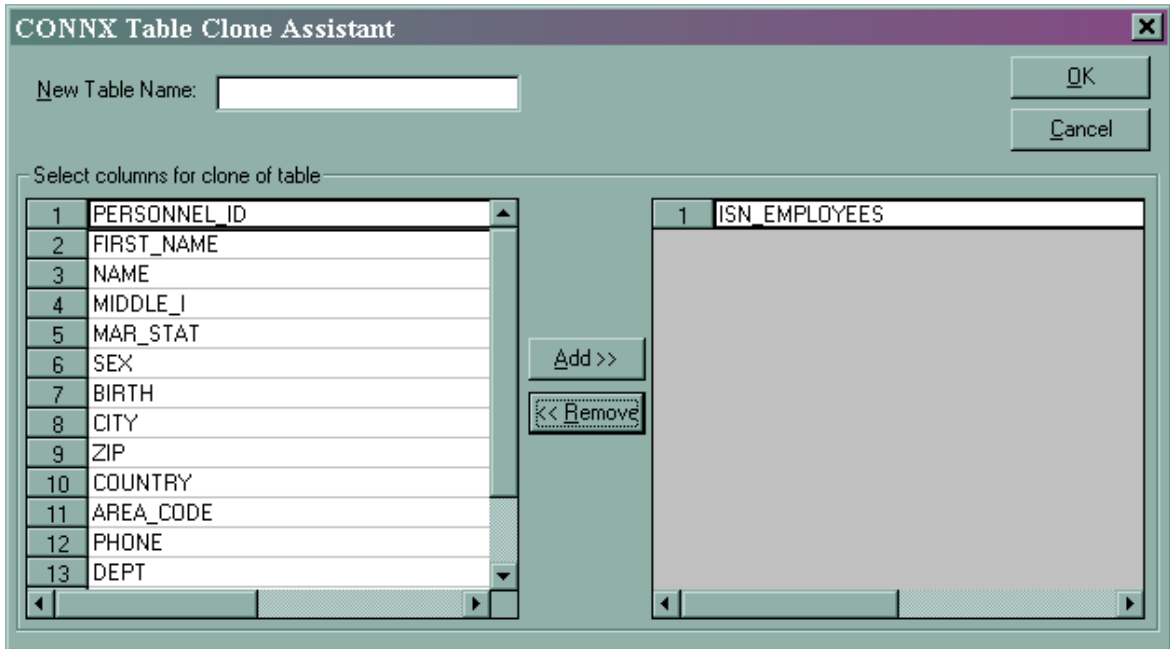 CONNX Table Clone Assistant
New Table Name:
OK
Cancel
Select columns for clone of table
1 PERSONNEL_ID
2 FIRST_NAME
3 NAME
4 MIDDLE_I
5 MAR_STAT
6 SEX
7 BIRTH
8 CITY
9 ZIP
10 COUNTRY
11 AREA_CODE
12 PHONE
13 DEPT
Add >>
<< Remove
1 ISN_EMPLOYEES